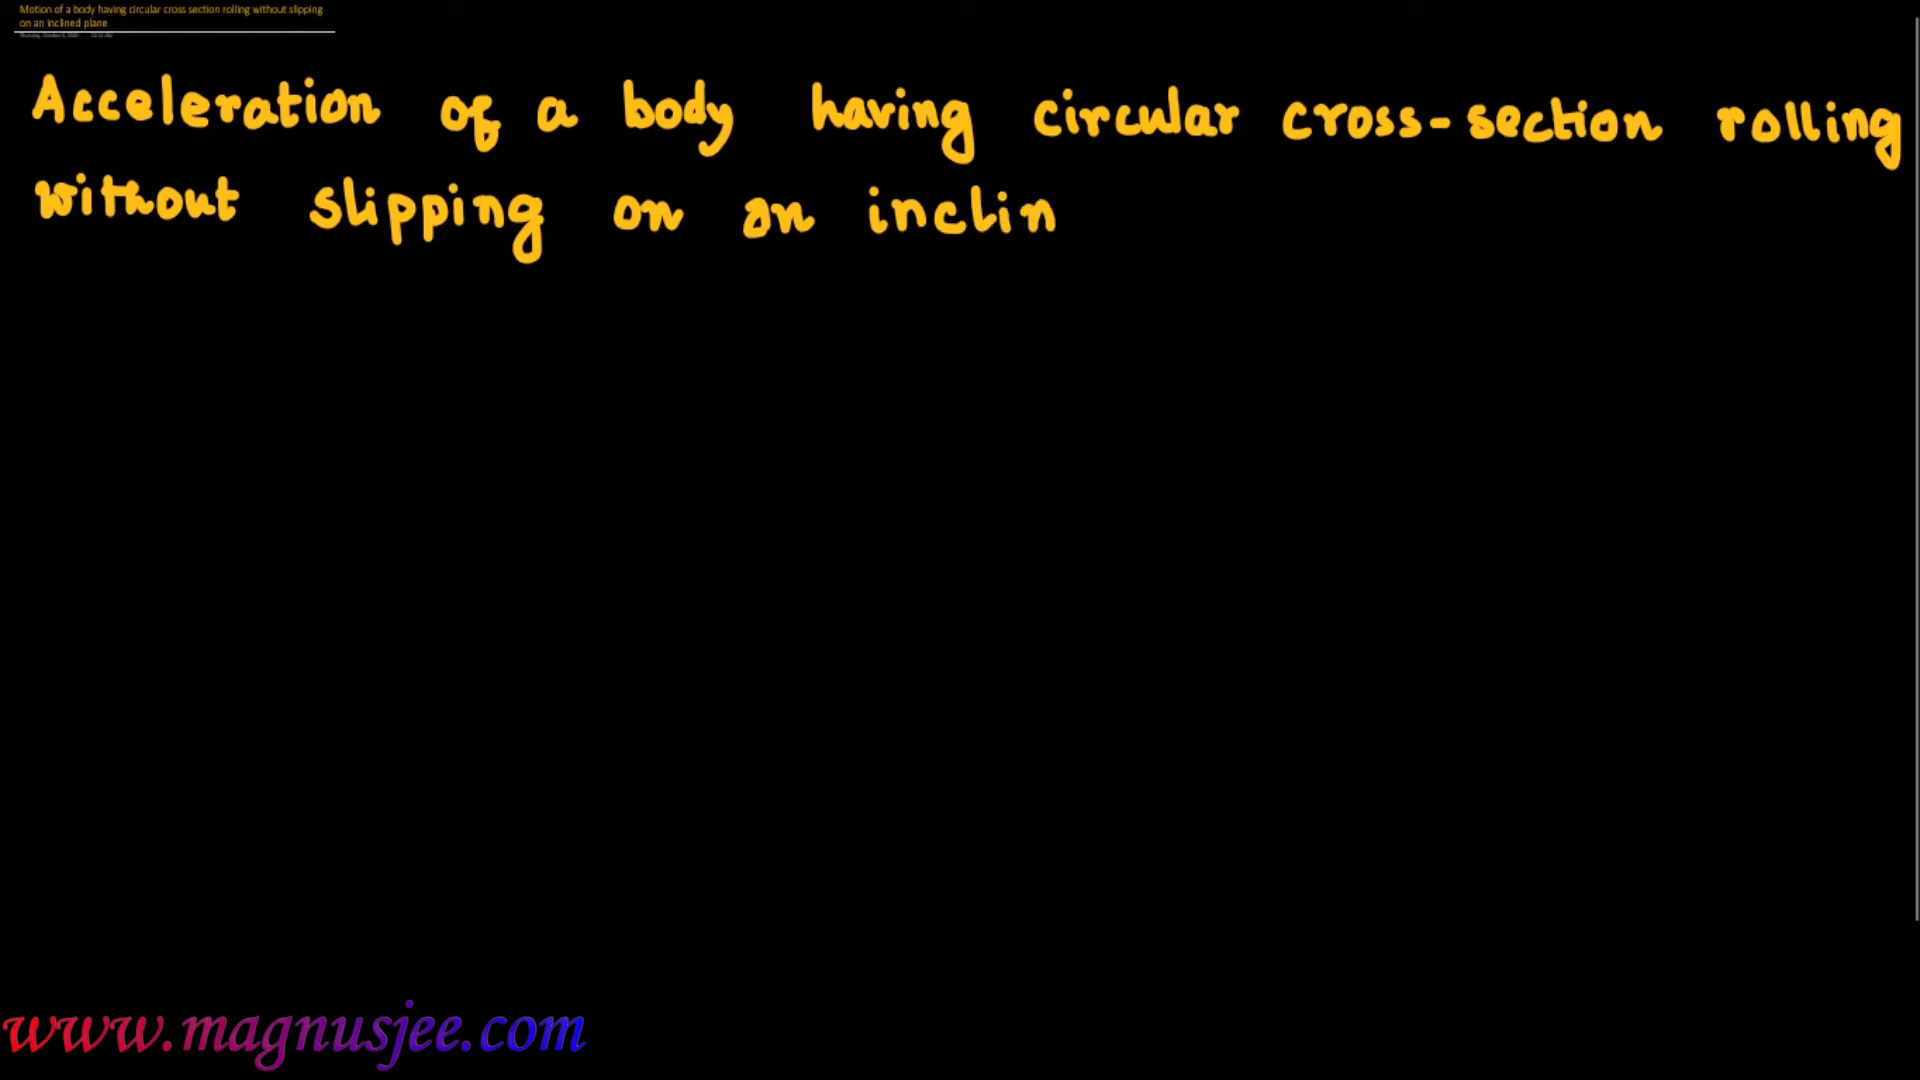 Motion of a body having circular cross section rolling without slipping
on an inclined plane
Acceleration of a body having circular cross-section rolling
without slipping on an inclin
www.magnusjee.com